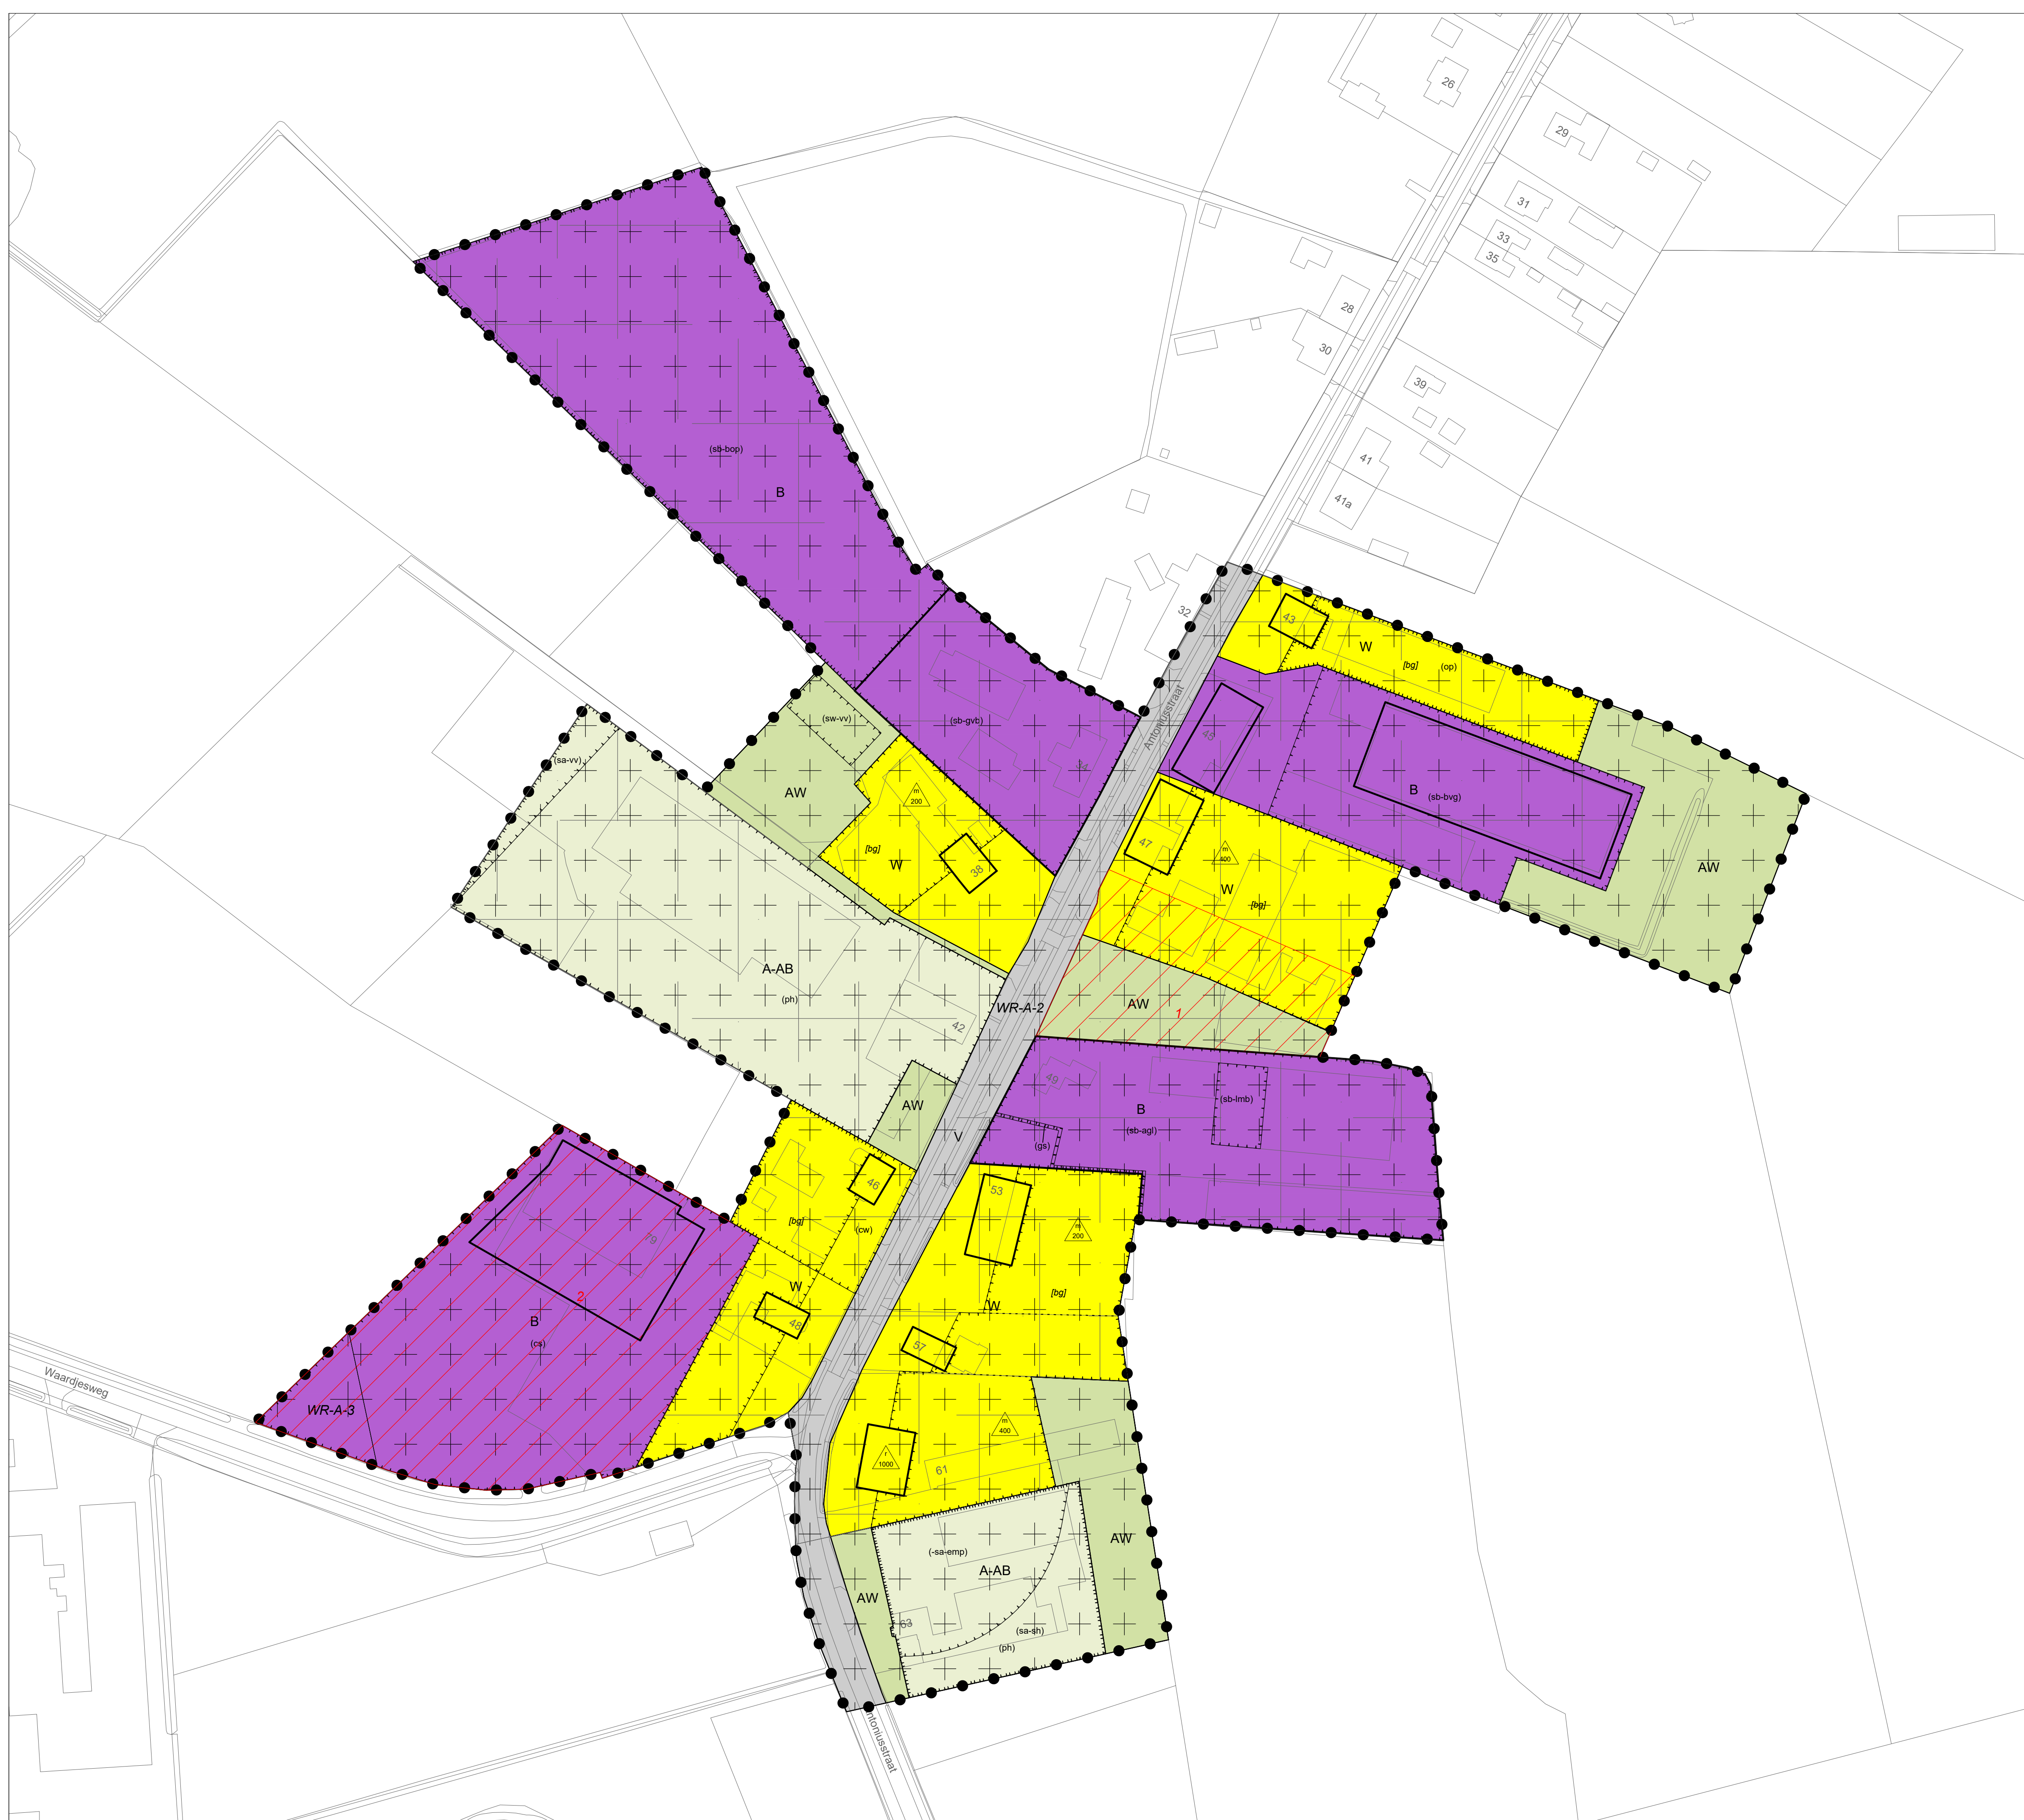 26
29
31
33
35
28
30
39
41
41a
32
Antoniusstraat
43
W
[bg]
(op)
(sb-bop)
B
(sb-gvb)
34
45
B
(sb-bvg)
AW
(sw-vv)
(sa-vv)
AW
m
200
[bg]
W
38
47
m
400
W
[bg]
A-AB
(ph)
42
WR-A-2
AW
1
AW
V
49
B
(sb-agl)
(sb-lmb)
(gs)
46
[bg]
(cw)
W
48
53
m
200
[bg]
W
57
79
2
B
(cs)
WR-A-3
Waardjesweg
m
400
r
1000
61
AW
(-sa-emp)
A-AB
AW
63
(sa-sh)
(ph)
ntoniusstraat